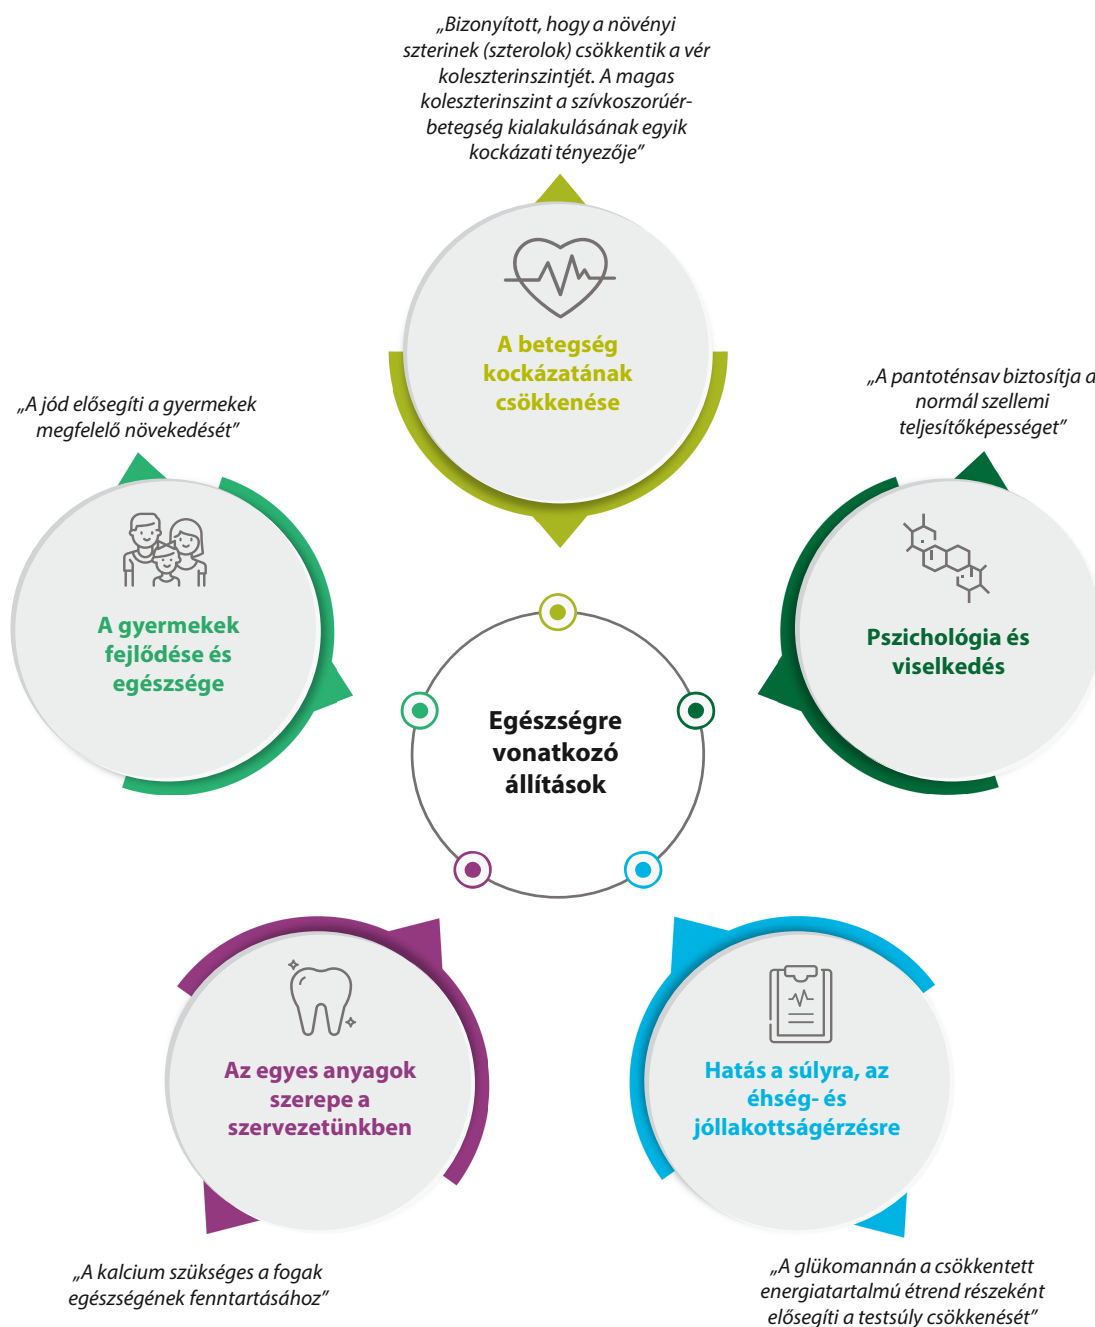 „Bizonyított, hogy a növényi
szterinek (szterolok) csökkentik a vér
koleszterinszintjét. A magas
koleszterinszint a szívkoszorúér-
betegség kialakulásának egyik
kockázati tényezője”
A betegség
kockázatának
csökkenése
„A jód elősegíti a gyermekek
megfelelő növekedését”
A gyermekek
fejlődése és
egészsége
„A pantoténsav biztosítja a
normál szellemi
teljesítőképességet”
Pszichológia és
viselkedés
Egészségre
vonatkozó
állítások
Az egyes anyagok
szerepe a
szervezetünkben
„A kalcium szükséges a fogak
egészségének fenntartásához”
Hatás a súlyra, az
éhség- és
jóllakottságérzésre
„A glükomannán a csökkentett
energiatartalmú étrend részeként
elősegíti a testsúly csökkenését”